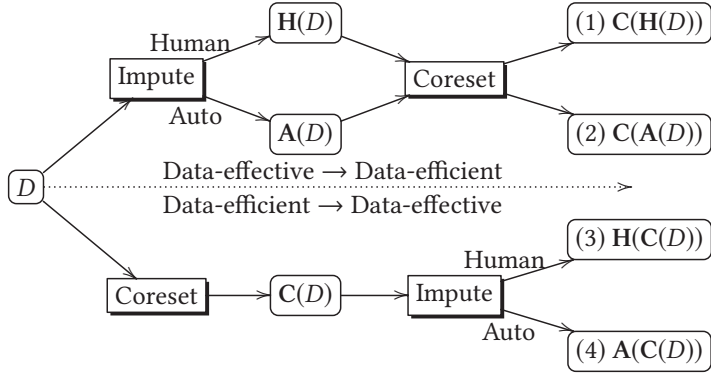 H(D)
(1) C(H(D))
Human
Impute
Coreset
Auto
A(D)
(2) C(A(D))
Data-effective → Data-efficient
D
Data-efficient → Data-effective
(3) H(C(D))
Human
Coreset
C(D)
Impute
Auto
(4) A(C(D))